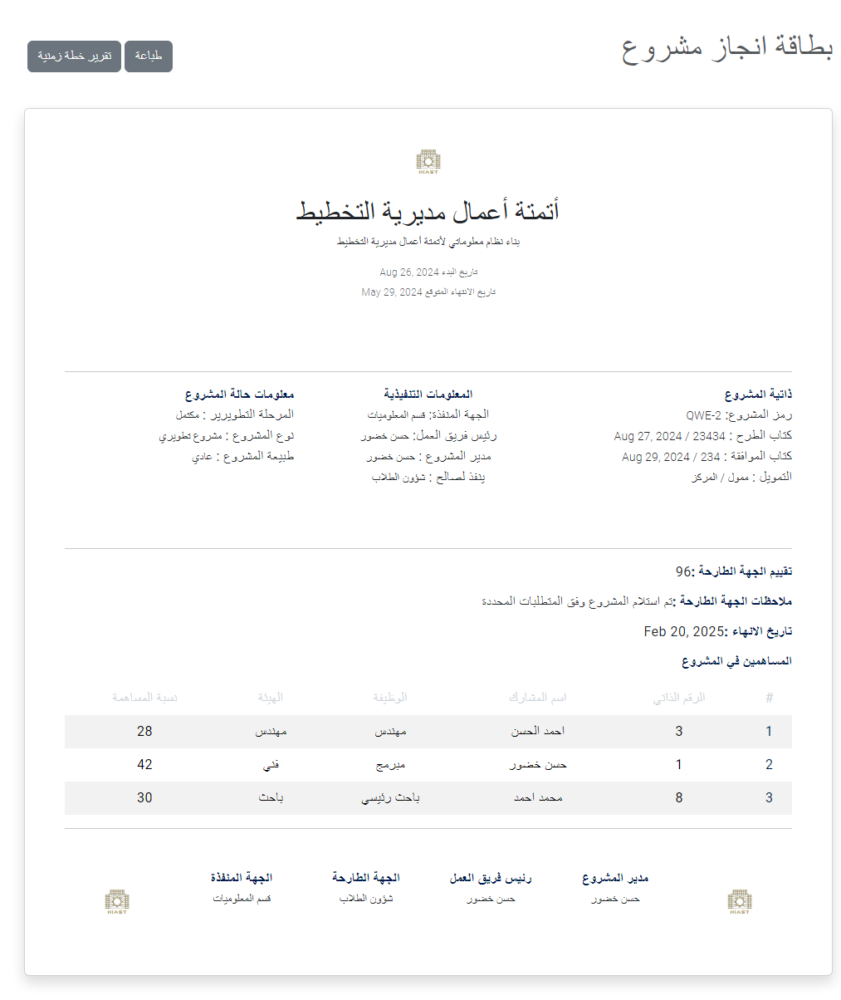 بطاقة انجاز مشروع
طباعة
تقرير خطة زمنية
HIAST
أتمتة أعمال مديرية التخطيط
بناء نظام معلوماتي لأتمتة أعمال مديرية التخطيط
تاريخ البدء Aug 26, 2024
تاريخ الانتهاء المتوقع May 29, 2024
ذاتية المشروع
رمز المشروع: QWE-2
كتاب الطرح : 23434 / Aug 27, 2024
كتاب الموافقة : 234 / Aug 29, 2024
التمويل : ممول / المركز
المعلومات التنفيذية
الجهة المنفذة: قسم المعلوميات
رئيس فريق العمل: حسن خضور
مدير المشروع : حسن خضور
ينفذ لصالح : شؤون الطلاب
معلومات حالة المشروع
المرحلة التطويرير : مكتمل
نوع المشروع : مشروع تطويري
طبيعة المشروع : عادي
تقييم الجهة الطارحة :96
ملاحظات الجهة الطارحة :تم استلام المشروع وفق المتطلبات المحددة
تاريخ الانهاء :Feb 20, 2025
المساهمين في المشروع
# الرقم الذاتي اسم المشارك الوظيفة الهيئة نسبة المساهمة
1 3 احمد الحسن مهندس مهندس 28
2 1 حسن خضور مبرمج فني 42
3 8 محمد احمد باحث رئيسي باحث 30
HIAST
مدير المشروع
حسن خضور
رئيس فريق العمل
حسن خضور
الجهة الطارحة
شؤون الطلاب
الجهة المنفذة
قسم المعلوميات
HIAST